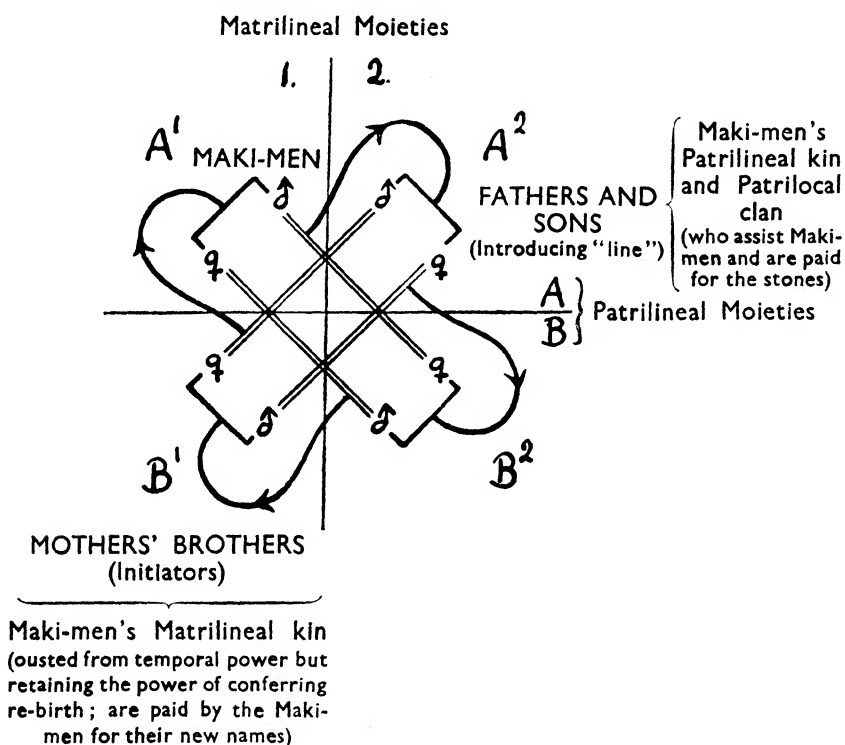 Matrilineal Moieties
1. 2.
A¹ MAKI-MEN A²
♂ ♂
FATHERS AND
SONS
(Introducing "line")
Maki-men's
Patrilineal kin
and Patrilocal
clan
(who assist Maki-
men and are paid
for the stones)
♀ ♀
A
B
Patrilineal Moieties
♀ ♀
♂ ♂
B¹ B²
MOTHERS' BROTHERS
(Initiators)
Maki-men's Matrilineal kin
(ousted from temporal power but
retaining the power of conferring
re-birth; are paid by the Maki-
men for their new names)